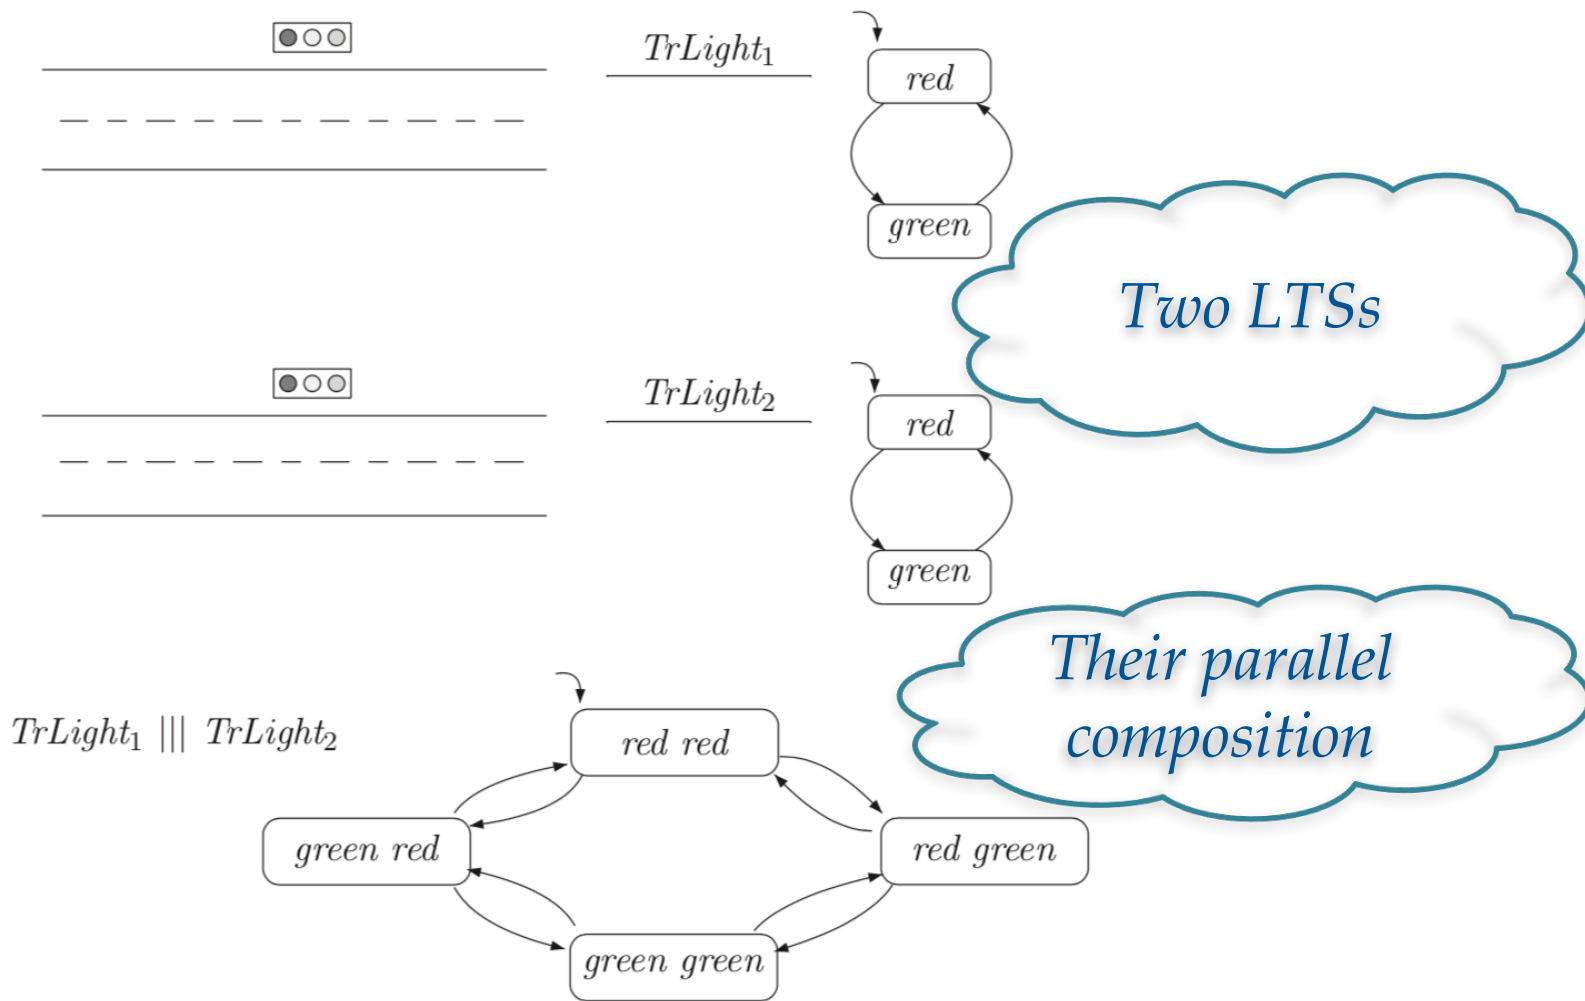 TrLight₁
red
green
Two LTSs
TrLight₂
red
green
Their parallel
composition
TrLight₁ ||| TrLight₂
red red
green red
red green
green green